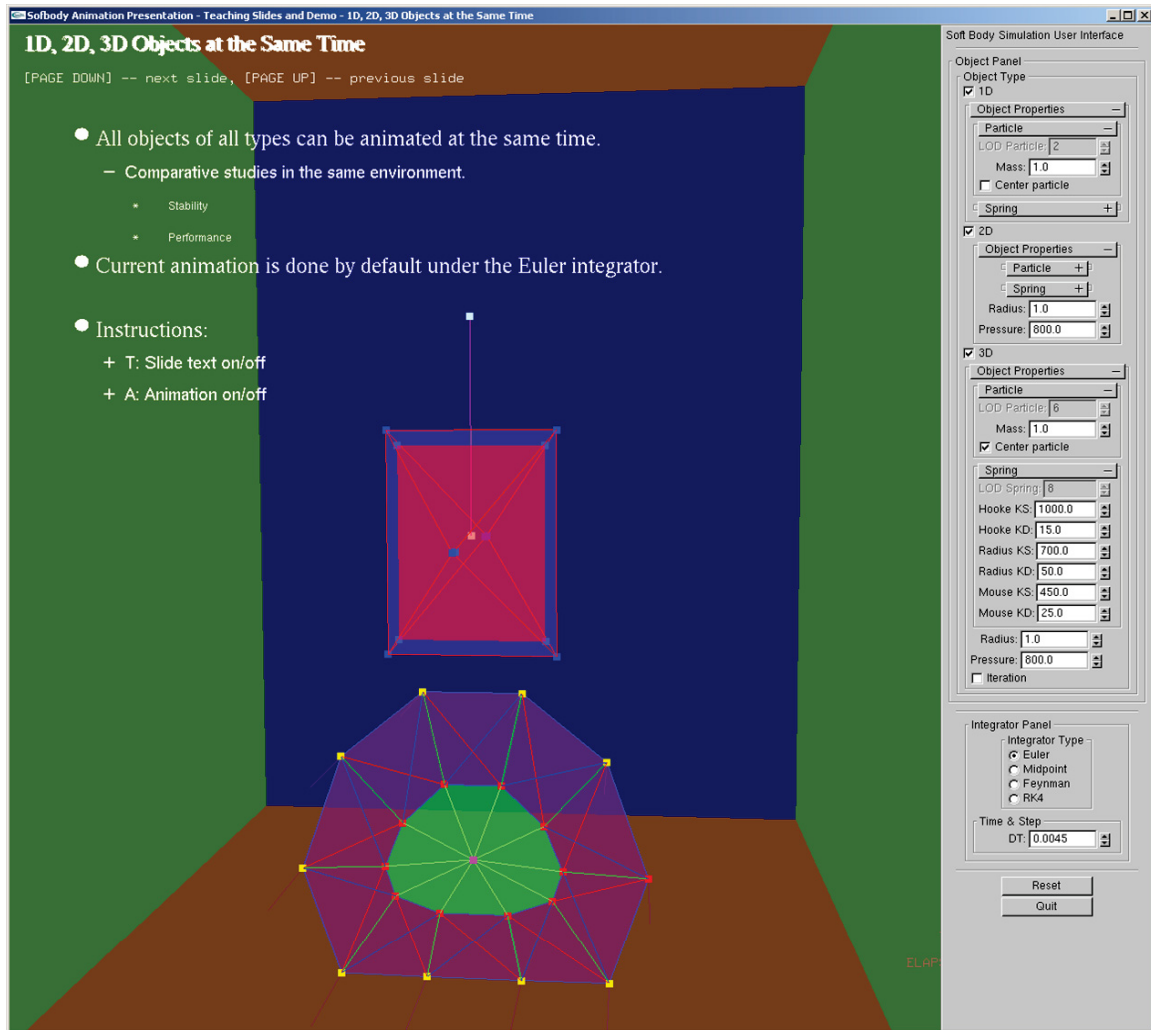 Sofbody Animation Presentation - Teaching Slides and Demo - 1D, 2D, 3D Objects at the Same Time
1D, 2D, 3D Objects at the Same Time
[PAGE DOWN] -- next slide, [PAGE UP] -- previous slide
All objects of all types can be animated at the same time.
– Comparative studies in the same environment.
* Stability
* Performance
Current animation is done by default under the Euler integrator.
Instructions:
+ T: Slide text on/off
+ A: Animation on/off
ELAPS
Soft Body Simulation User Interface
Object Panel
Object Type
1D
Object Properties –
Particle –
LOD Particle: 2
Mass: 1.0
Center particle
Spring +
2D
Object Properties –
Particle +
Spring +
Radius: 1.0
Pressure: 800.0
3D
Object Properties –
Particle –
LOD Particle: 6
Mass: 1.0
Center particle
Spring –
LOD Spring: 8
Hooke KS: 1000.0
Hooke KD: 15.0
Radius KS: 700.0
Radius KD: 50.0
Mouse KS: 450.0
Mouse KD: 25.0
Radius: 1.0
Pressure: 800.0
Iteration
Integrator Panel
Integrator Type
Euler
Midpoint
Feynman
RK4
Time & Step
DT: 0.0045
Reset
Quit